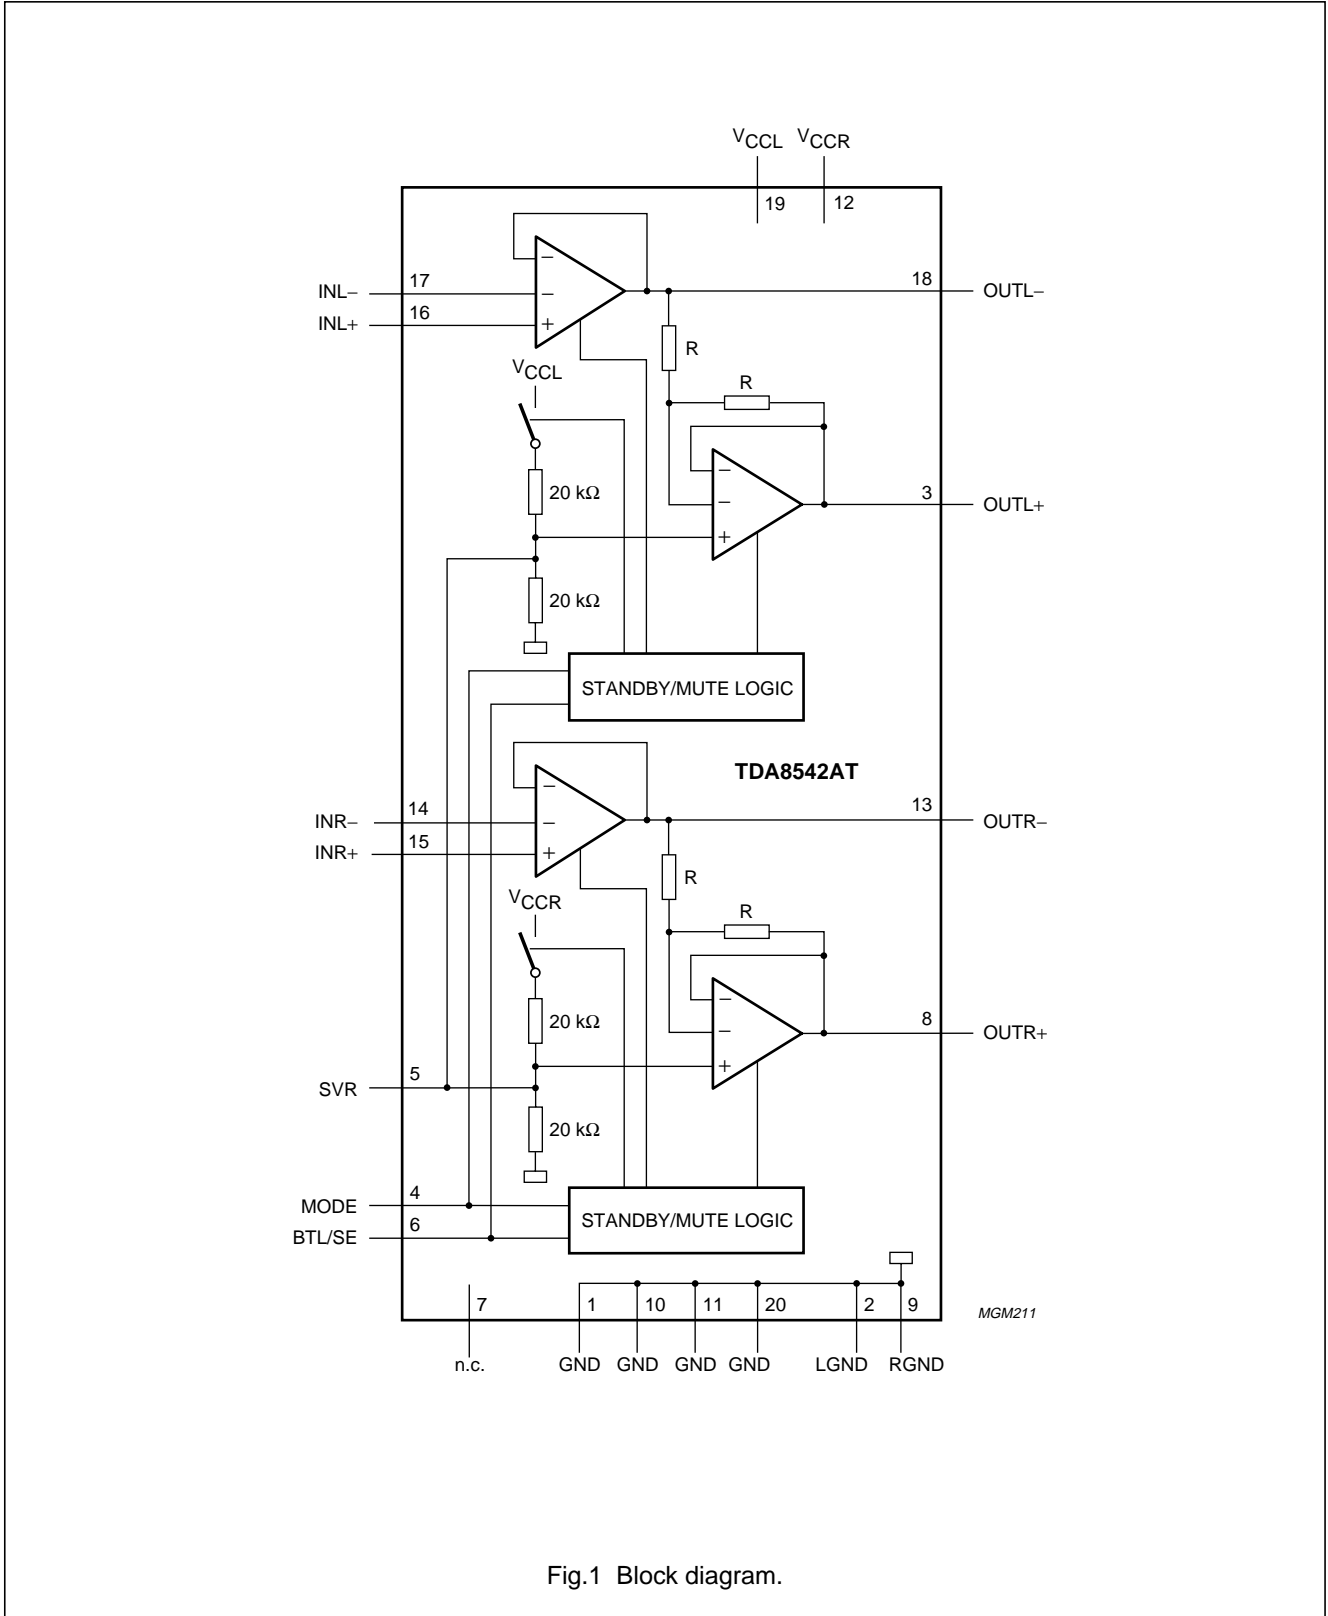 VCCL VCCR
19 12
INL− 17 − − 18 OUTL−
INL+ 16 +
R
VCCL
R
20 kΩ
−
− 3 OUTL+
+
20 kΩ
STANDBY/MUTE LOGIC
TDA8542AT
INR− 14 − − 13 OUTR−
INR+ 15 +
R
VCCR
R
20 kΩ
−
− 8 OUTR+
+
SVR 5
20 kΩ
MODE 4
STANDBY/MUTE LOGIC
BTL/SE 6
7 1 10 11 20 2 9
MGM211
n.c. GND GND GND GND LGND RGND
Fig.1 Block diagram.